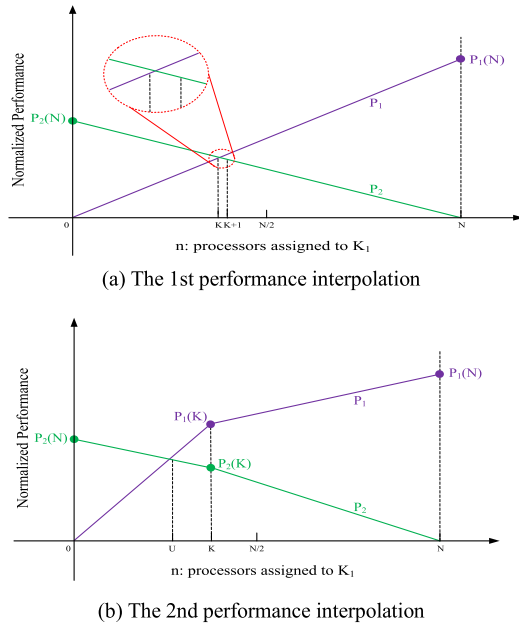 Normalized Performance
P₁(N)
P₁
P₂(N)
P₂
0
K K+1 N/2 N
n: processors assigned to K₁
(a) The 1st performance interpolation
Normalized Performance
P₁(N)
P₁(K)
P₁
P₂(N)
P₂(K)
P₂
0 U K N/2 N
n: processors assigned to K₁
(b) The 2nd performance interpolation